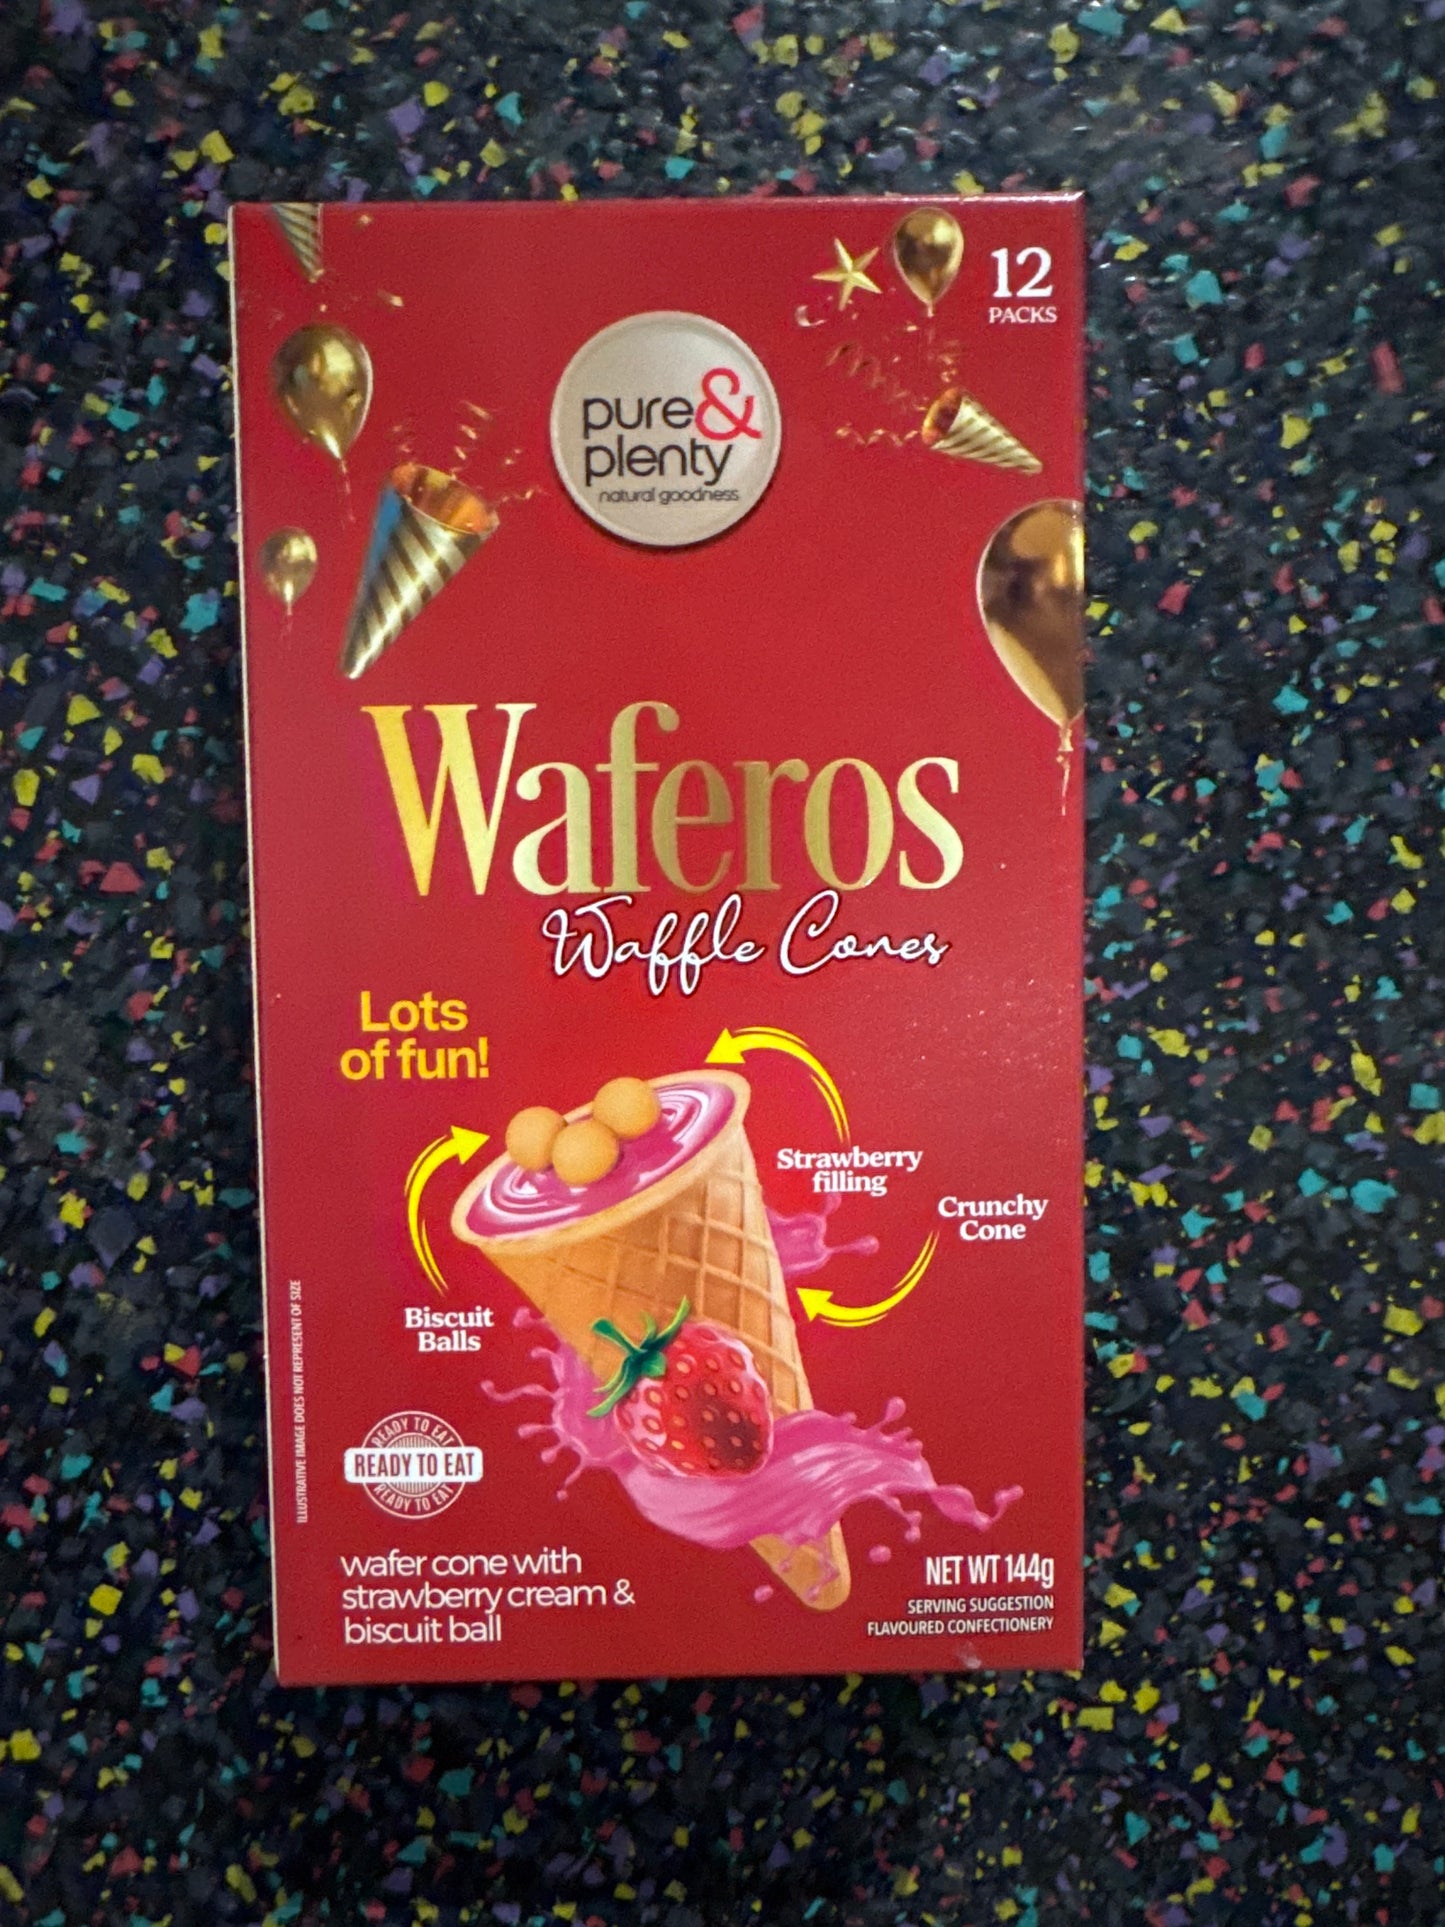 12
PACKS
pure&
plenty
natural goodness
Waferos
Waffle Cones
Lots
of fun!
Strawberry
filling
Crunchy
Cone
Biscuit
Balls
ILLUSTRATIVE IMAGE DOES NOT REPRESENT OF SIZE
READY TO EAT
READY TO EAT
READY TO EAT
wafer cone with
strawberry cream &
biscuit ball
NET WT 144g
SERVING SUGGESTION
FLAVOURED CONFECTIONERY